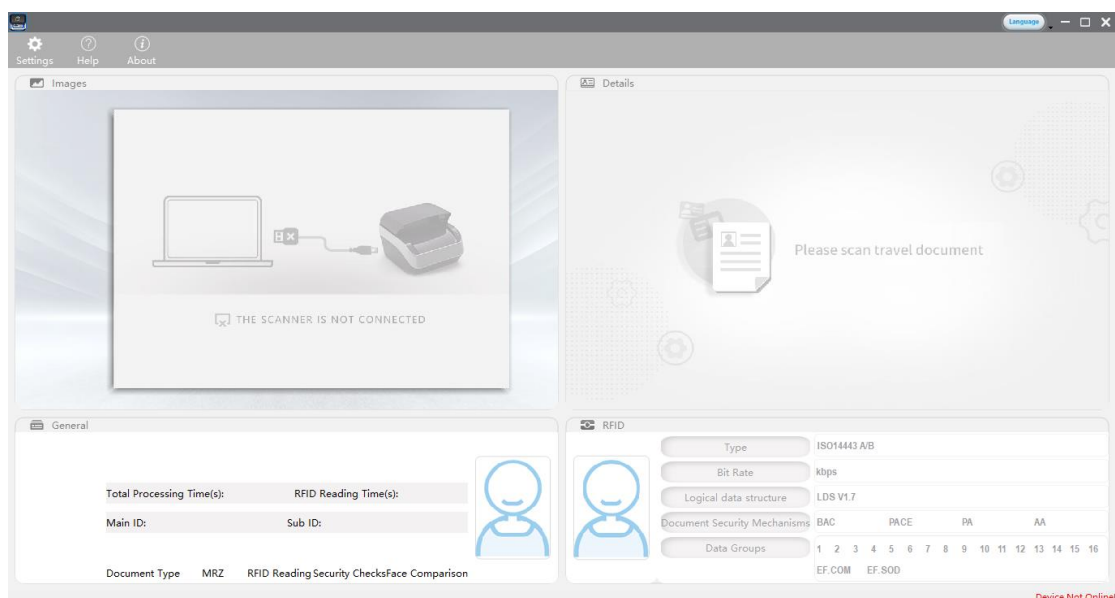 Language
Settings Help About
Images
THE SCANNER IS NOT CONNECTED
Details
Please scan travel document
General
Total Processing Time(s): RFID Reading Time(s):
Main ID: Sub ID:
Document Type MRZ RFID Reading Security ChecksFace Comparison
RFID
Type ISO14443 A/B
Bit Rate kbps
Logical data structure LDS V1.7
Document Security Mechanisms BAC PACE PA AA
Data Groups 1 2 3 4 5 6 7 8 9 10 11 12 13 14 15 16
EF.COM EF.SOD
Device Not Online!